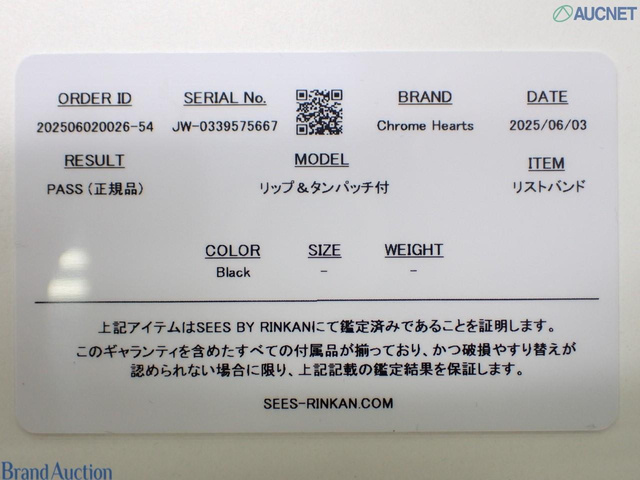 AUCNET
ORDER ID SERIAL No. BRAND DATE
202506020026-54 JW-0339575667 Chrome Hearts 2025/06/03
RESULT MODEL ITEM
PASS(正規品) リップ&タンパッチ付 リストバンド
COLOR SIZE WEIGHT
Black - -
上記アイテムはSEES BY RINKANにて鑑定済みであることを証明します。
このギャランティを含めたすべての付属品が揃っており、かつ破損やすり替えが
認められない場合に限り、上記記載の鑑定結果を保証します。
SEES-RINKAN.COM
Brand Auction